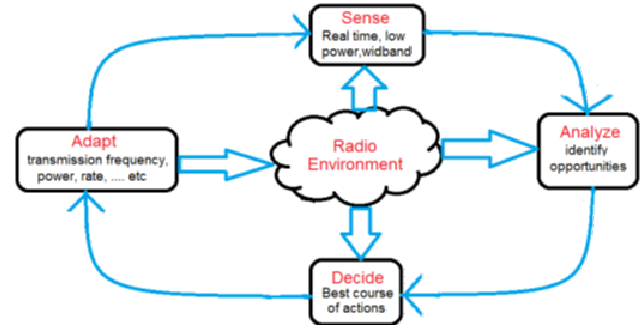 Sense
Real time, low
power,widband
Adapt
transmission frequency,
power, rate, .... etc
Radio
Environment
Analyze
identify
opportunities
Decide
Best course
of actions